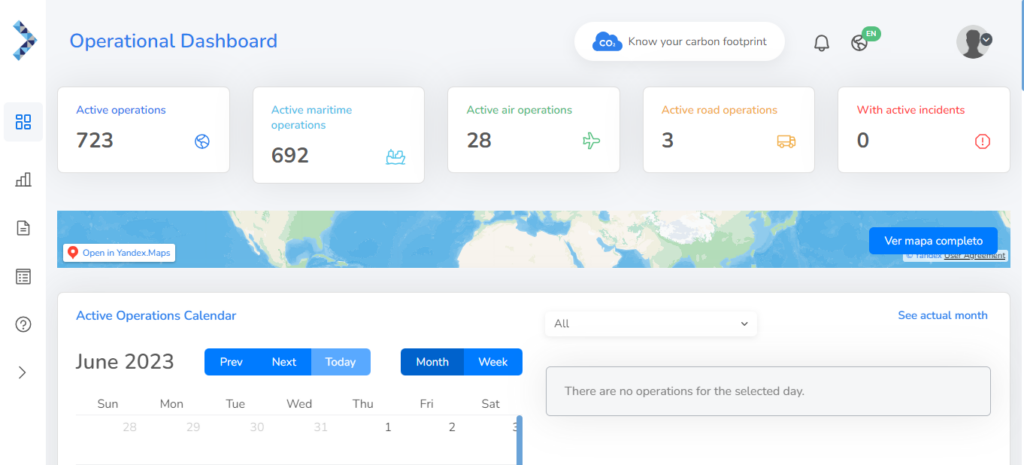 Operational Dashboard
CO₂ Know your carbon footprint
EN
Active operations
723
Active maritime
operations
692
Active air operations
28
Active road operations
3
With active incidents
0
Open in Yandex.Maps
Ver mapa completo
© Yandex User Agreement
Active Operations Calendar
All
See actual month
June 2023
Prev Next Today
Month Week
There are no operations for the selected day.
Sun Mon Tue Wed Thu Fri Sat
28 29 30 31 1 2 3